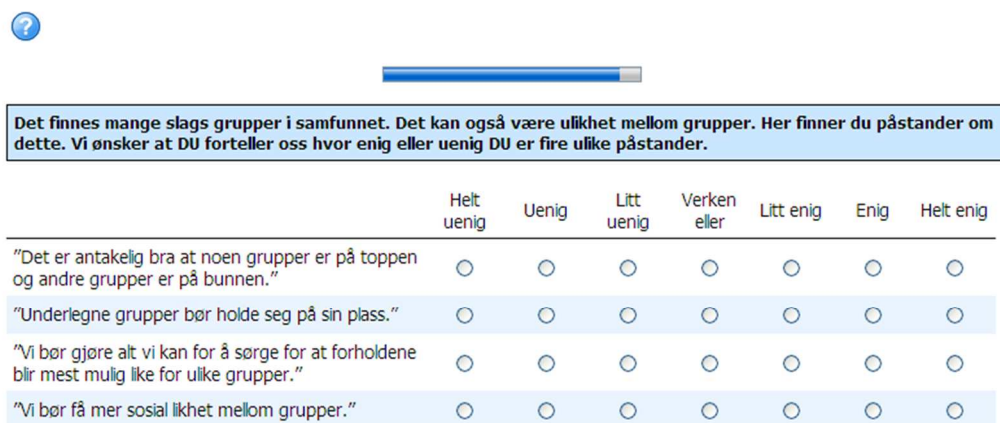 ?
Det finnes mange slags grupper i samfunnet. Det kan også være ulikhet mellom grupper. Her finner du påstander om
dette. Vi ønsker at DU forteller oss hvor enig eller uenig DU er fire ulike påstander.
Helt uenig Uenig Litt uenig Verken eller Litt enig Enig Helt enig
"Det er antakelig bra at noen grupper er på toppen
og andre grupper er på bunnen."
"Underlegne grupper bør holde seg på sin plass."
"Vi bør gjøre alt vi kan for å sørge for at forholdene
blir mest mulig like for ulike grupper."
"Vi bør få mer sosial likhet mellom grupper."